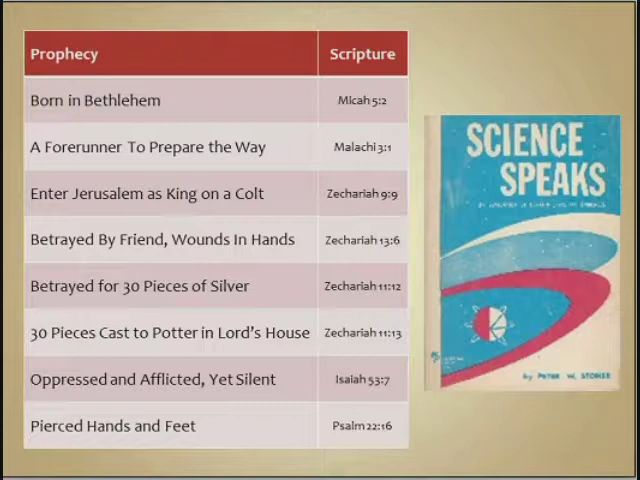 Prophecy Scripture
Born in Bethlehem Micah 5:2
A Forerunner To Prepare the Way Malachi 3:1
Enter Jerusalem as King on a Colt Zechariah 9:9
Betrayed By Friend, Wounds In Hands Zechariah 13:6
Betrayed for 30 Pieces of Silver Zechariah 11:12
30 Pieces Cast to Potter in Lord's House Zechariah 11:13
Oppressed and Afflicted, Yet Silent Isaiah 53:7
Pierced Hands and Feet Psalm 22:16
SCIENCE
SPEAKS
by PETER W. STONER